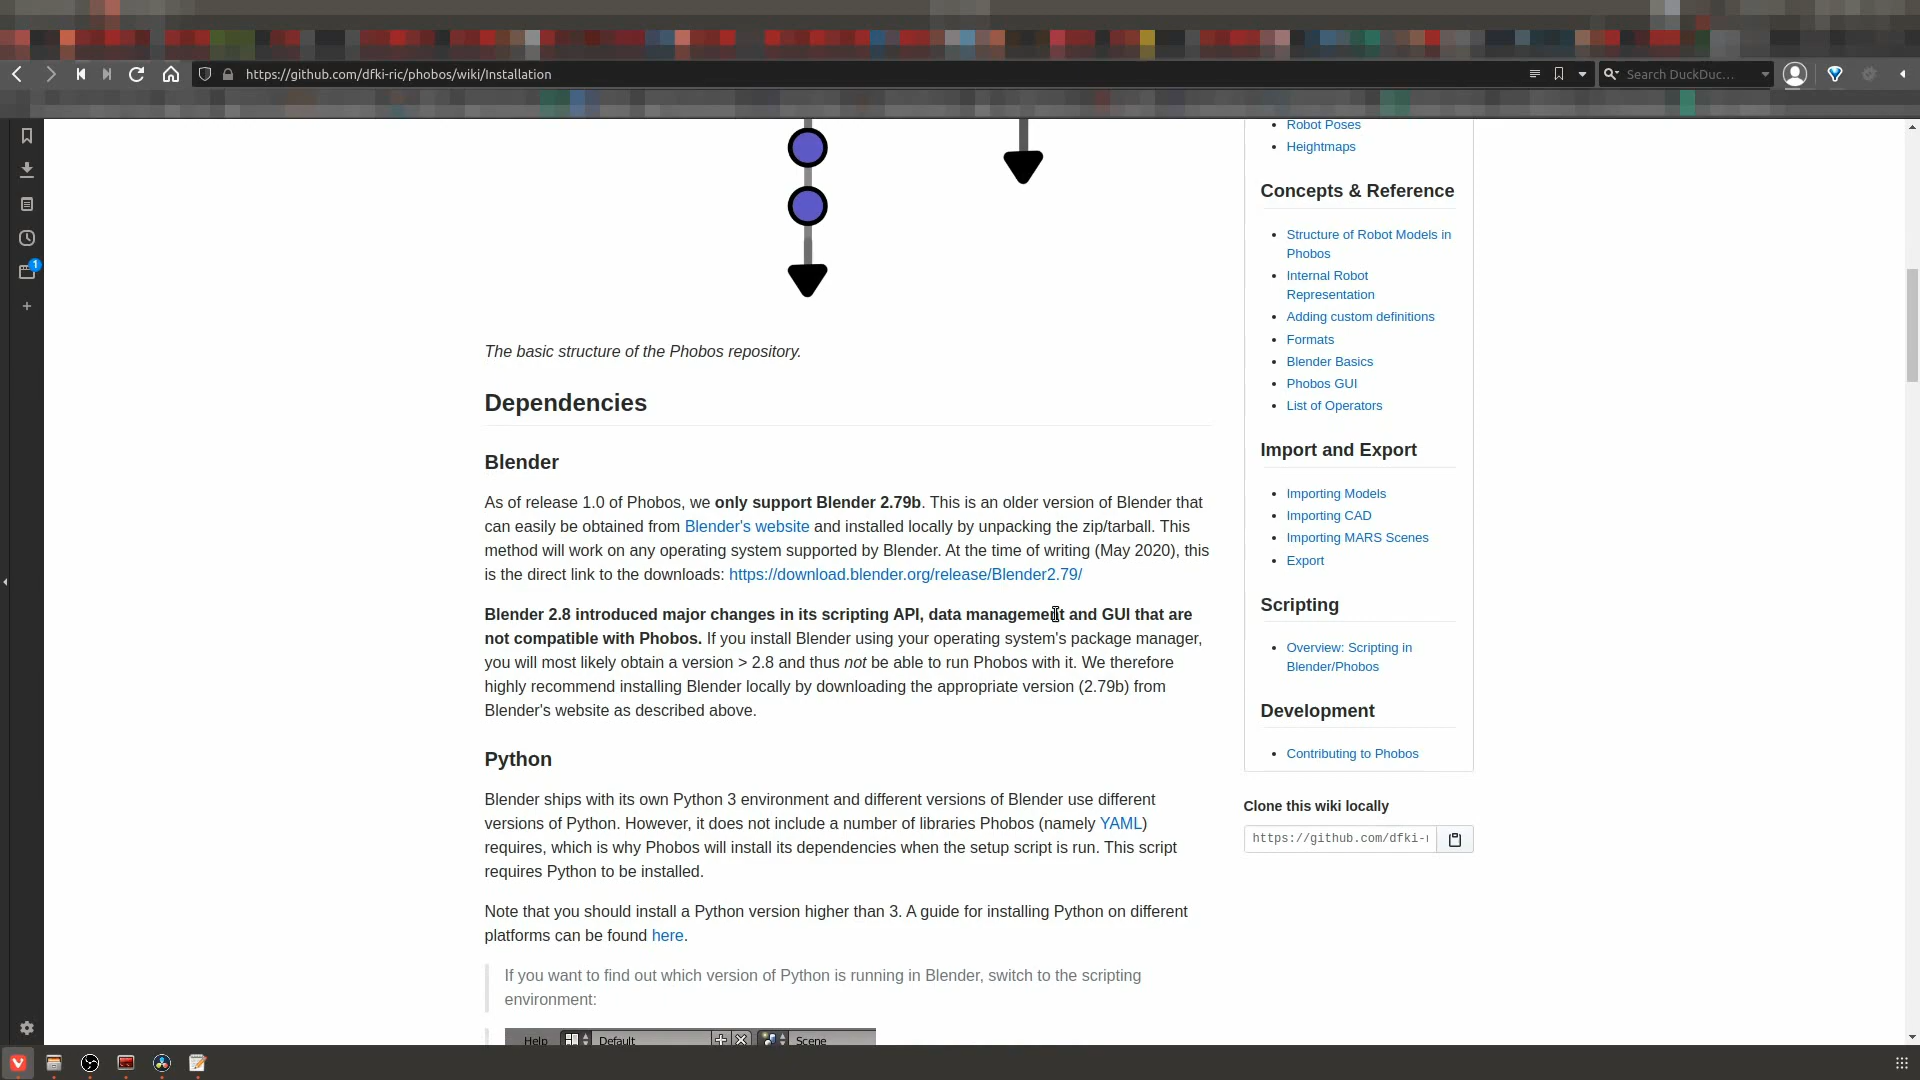 https://github.com/dfki-ric/phobos/wiki/Installation
Search DuckDuc...
1
The basic structure of the Phobos repository.
Dependencies
Blender
As of release 1.0 of Phobos, we only support Blender 2.79b. This is an older version of Blender that
can easily be obtained from Blender's website and installed locally by unpacking the zip/tarball. This
method will work on any operating system supported by Blender. At the time of writing (May 2020), this
is the direct link to the downloads: https://download.blender.org/release/Blender2.79/
Blender 2.8 introduced major changes in its scripting API, data management and GUI that are
not compatible with Phobos. If you install Blender using your operating system's package manager,
you will most likely obtain a version > 2.8 and thus not be able to run Phobos with it. We therefore
highly recommend installing Blender locally by downloading the appropriate version (2.79b) from
Blender's website as described above.
Python
Blender ships with its own Python 3 environment and different versions of Blender use different
versions of Python. However, it does not include a number of libraries Phobos (namely YAML)
requires, which is why Phobos will install its dependencies when the setup script is run. This script
requires Python to be installed.
Note that you should install a Python version higher than 3. A guide for installing Python on different
platforms can be found here.
If you want to find out which version of Python is running in Blender, switch to the scripting
environment:
Help Default Scene
Robot Poses
Heightmaps
Concepts & Reference
Structure of Robot Models in
Phobos
Internal Robot
Representation
Adding custom definitions
Formats
Blender Basics
Phobos GUI
List of Operators
Import and Export
Importing Models
Importing CAD
Importing MARS Scenes
Export
Scripting
Overview: Scripting in
Blender/Phobos
Development
Contributing to Phobos
Clone this wiki locally
https://github.com/dfki-